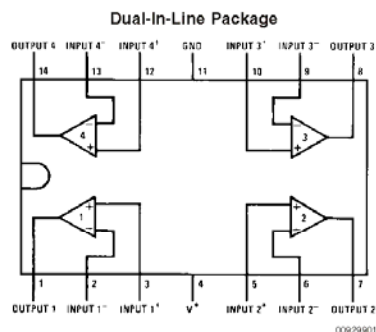 Dual-In-Line Package
OUTPUT 4 INPUT 4⁻ INPUT 4⁺ GND INPUT 3⁺ INPUT 3⁻ OUTPUT 3
14 13 12 11 10 9 8
4 − + − + 3
1 + − + − 2
1 2 3 4 5 6 7
OUTPUT 1 INPUT 1⁻ INPUT 1⁺ V⁺ INPUT 2⁺ INPUT 2⁻ OUTPUT 2
00929901